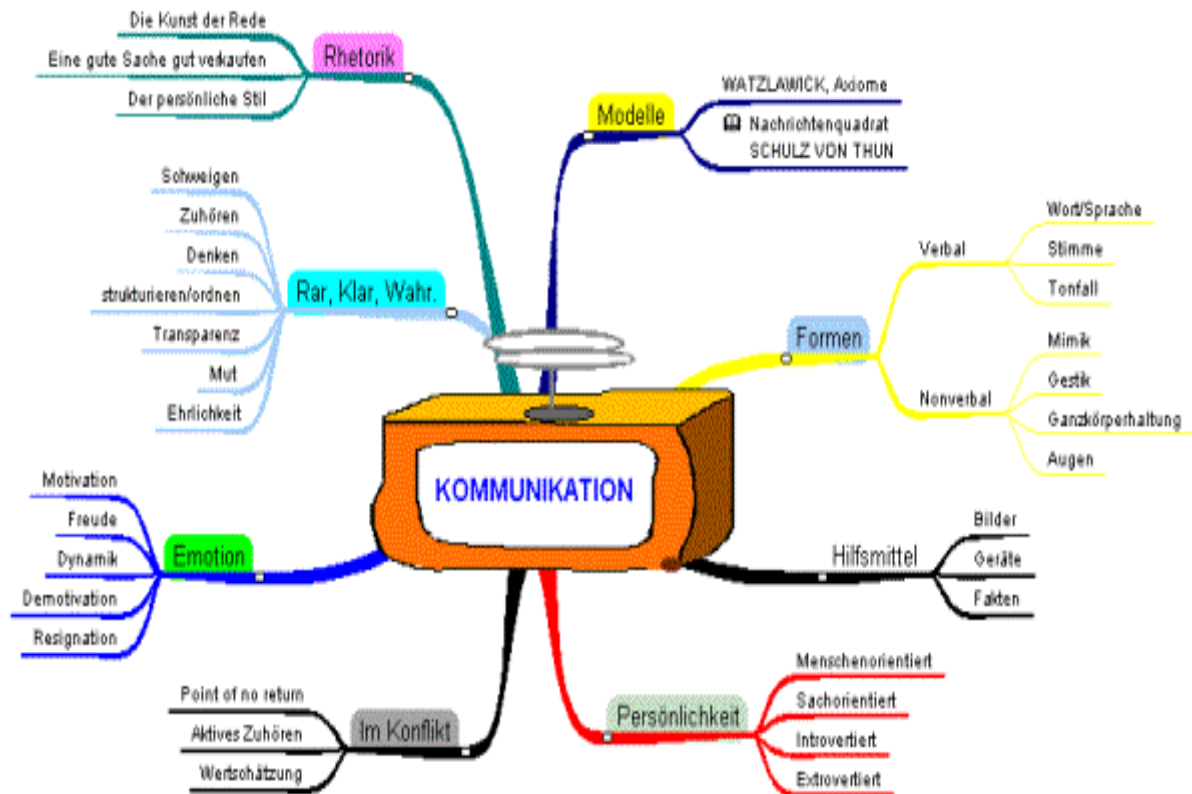 Die Kunst der Rede
Eine gute Sache gut verkaufen
Der persönliche Stil
Rhetorik
WATZLAWICK, Axiome
Nachrichtenquadrat
SCHULZ VON THUN
Modelle
Schweigen
Zuhören
Denken
strukturieren/ordnen
Transparenz
Mut
Ehrlichkeit
Rar, Klar, Wahr.
Formen
Verbal
Wort/Sprache
Stimme
Tonfall
Nonverbal
Mimik
Gestik
Ganzkörperhaltung
Augen
KOMMUNIKATION
Motivation
Freude
Dynamik
Demotivation
Resignation
Emotion
Hilfsmittel
Bilder
Geräte
Fakten
Point of no return
Aktives Zuhören
Wertschätzung
Im Konflikt
Persönlichkeit
Menschenorientiert
Sachorientiert
Introvertiert
Extrovertiert